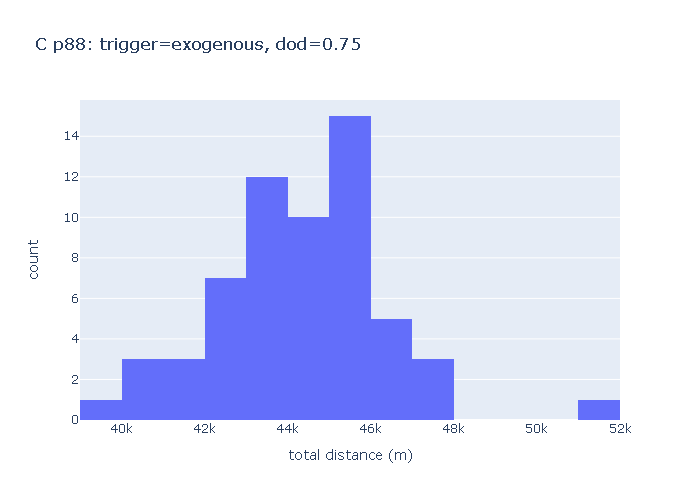 C p88: trigger=exogenous, dod=0.75
14
12
10
8
6
4
2
0
count
40k
42k
44k
46k
48k
50k
52k
total distance (m)